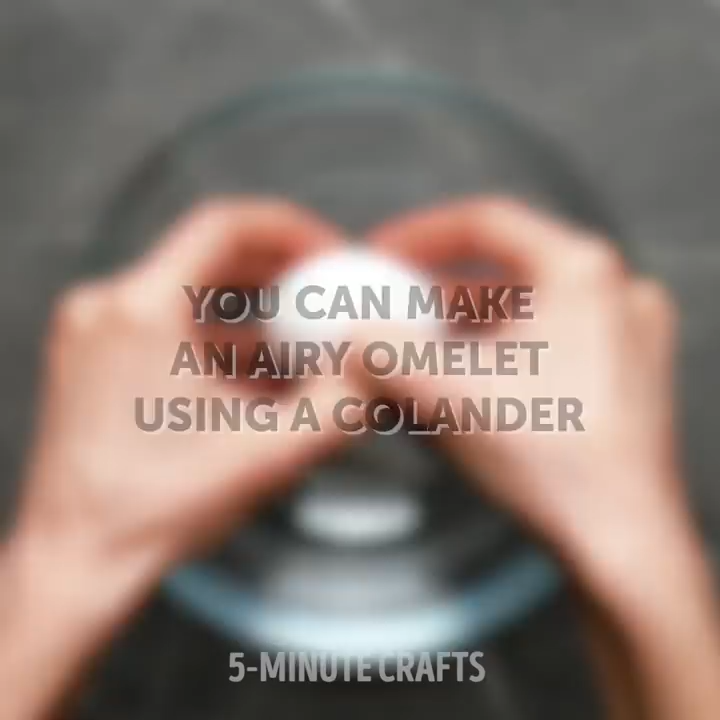 YOU CAN MAKE
AN AIRY OMELET
USING A COLANDER
5-MINUTE CRAFTS